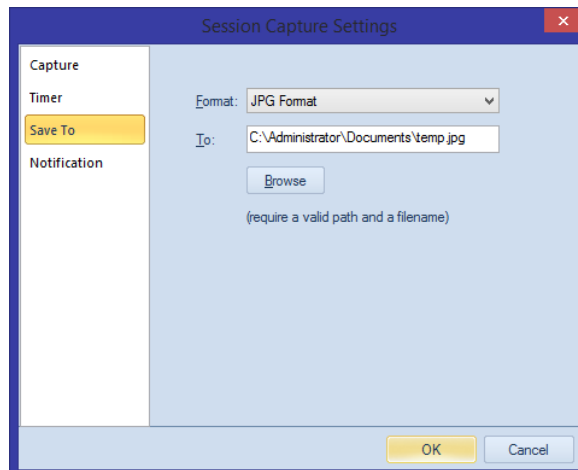 Session Capture Settings
Capture
Timer
Save To
Notification
Format: JPG Format
To: C:\Administrator\Documents\temp.jpg
Browse
(require a valid path and a filename)
OK Cancel